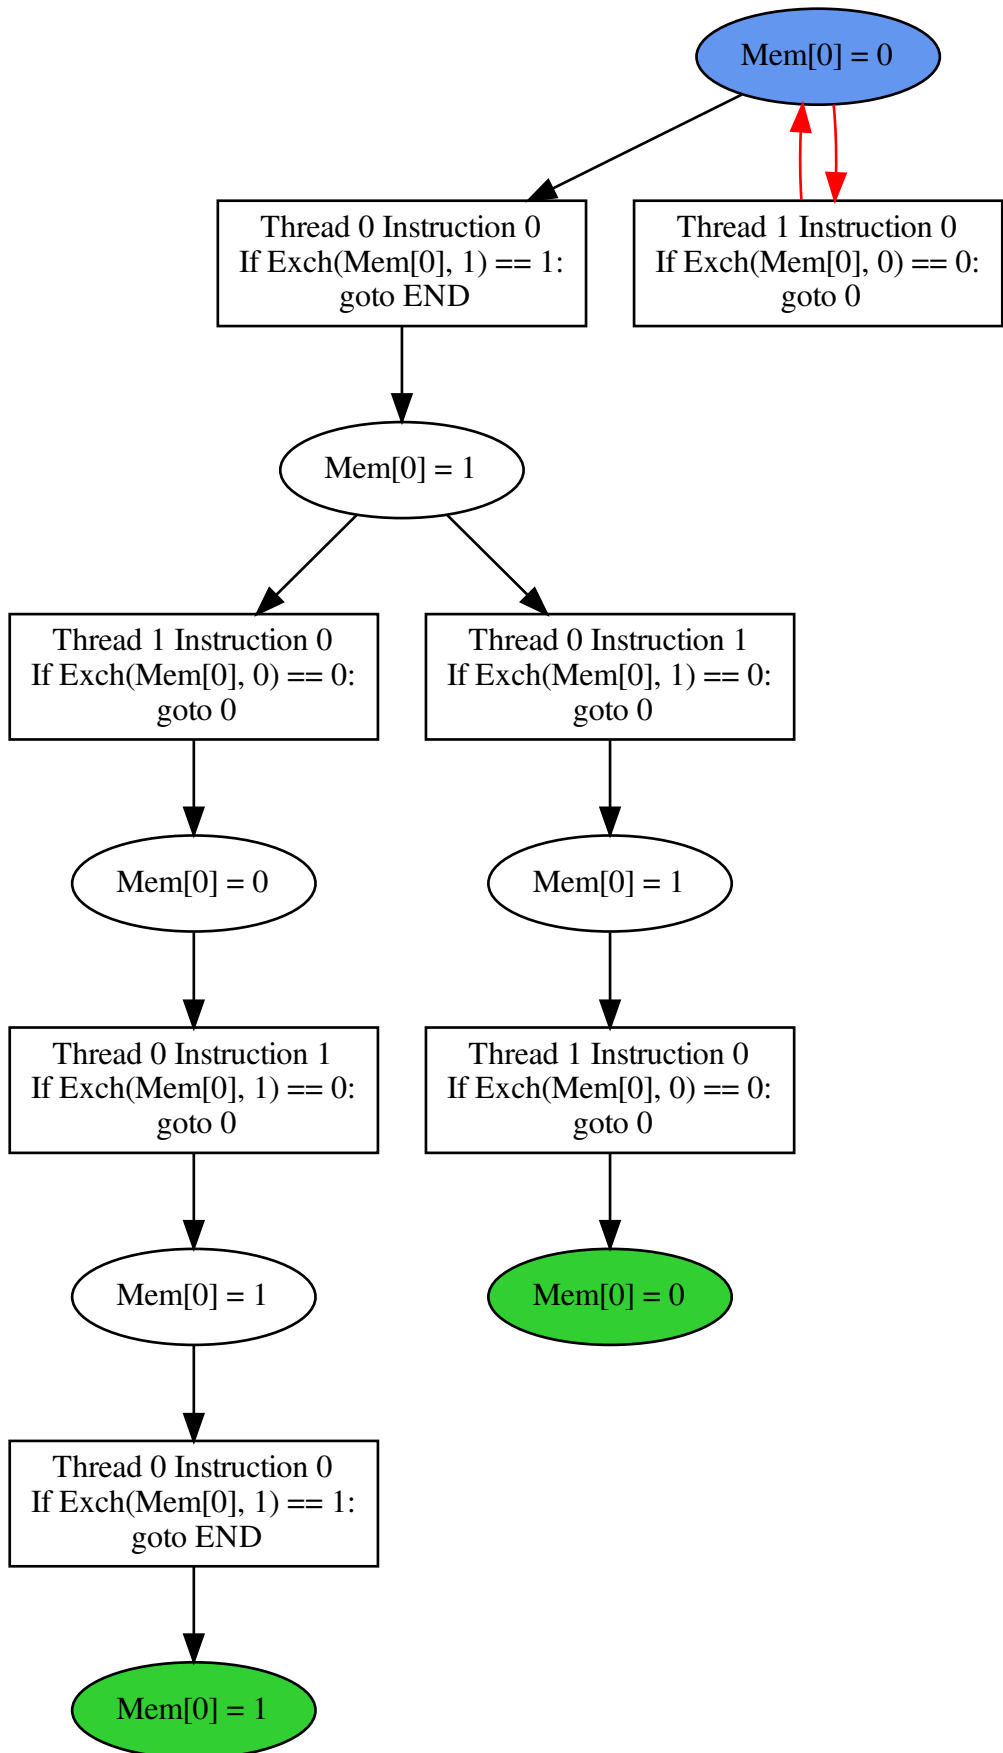 Mem[0] = 0
Thread 0 Instruction 0
If Exch(Mem[0], 1) == 1:
goto END
Thread 1 Instruction 0
If Exch(Mem[0], 0) == 0:
goto 0
Mem[0] = 1
Thread 1 Instruction 0
If Exch(Mem[0], 0) == 0:
goto 0
Thread 0 Instruction 1
If Exch(Mem[0], 1) == 0:
goto 0
Mem[0] = 0
Mem[0] = 1
Thread 0 Instruction 1
If Exch(Mem[0], 1) == 0:
goto 0
Thread 1 Instruction 0
If Exch(Mem[0], 0) == 0:
goto 0
Mem[0] = 1
Mem[0] = 0
Thread 0 Instruction 0
If Exch(Mem[0], 1) == 1:
goto END
Mem[0] = 1